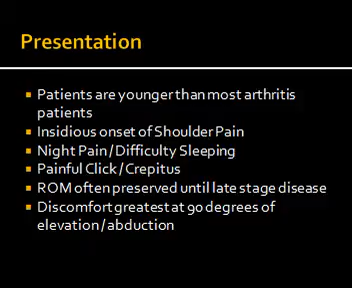 Presentation
▪ Patients are younger than most arthritis
patients
▪ Insidious onset of Shoulder Pain
▪ Night Pain / Difficulty Sleeping
▪ Painful Click / Crepitus
▪ ROM often preserved until late stage disease
▪ Discomfort greatest at 90 degrees of
elevation / abduction